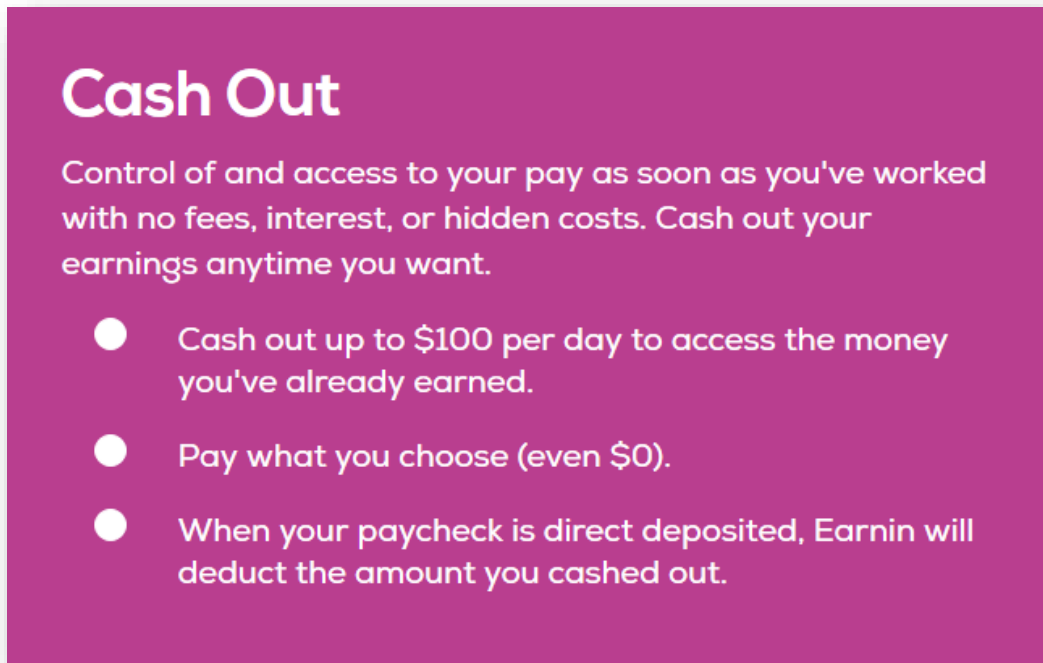 Cash Out
Control of and access to your pay as soon as you've worked
with no fees, interest, or hidden costs. Cash out your
earnings anytime you want.
Cash out up to $100 per day to access the money
you've already earned.
Pay what you choose (even $0).
When your paycheck is direct deposited, Earnin will
deduct the amount you cashed out.